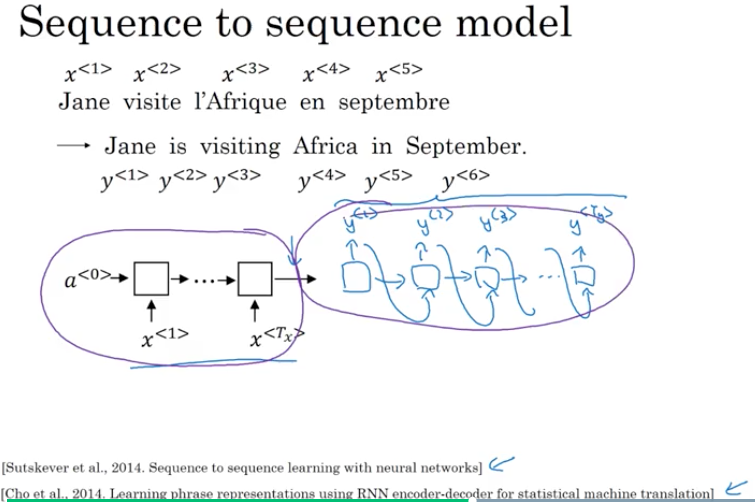 Sequence to sequence model
x<1> x<2> x<3> x<4> x<5>
Jane visite l'Afrique en septembre
→ Jane is visiting Africa in September.
y<1> y<2> y<3> y<4> y<5> y<6>
y<1> y<2> y<3> y<Ty>
a<0> → ... →
x<1> x<Tx>
[Sutskever et al., 2014. Sequence to sequence learning with neural networks]
[Cho et al., 2014. Learning phrase representations using RNN encoder-decoder for statistical machine translation]